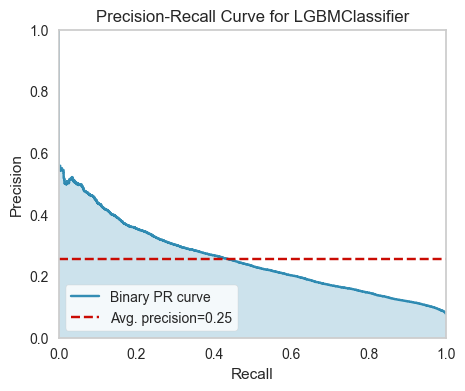 Precision-Recall Curve for LGBMClassifier
1.0
0.8
0.6
0.4
0.2
0.0
Precision
Binary PR curve
Avg. precision=0.25
0.0 0.2 0.4 0.6 0.8 1.0
Recall